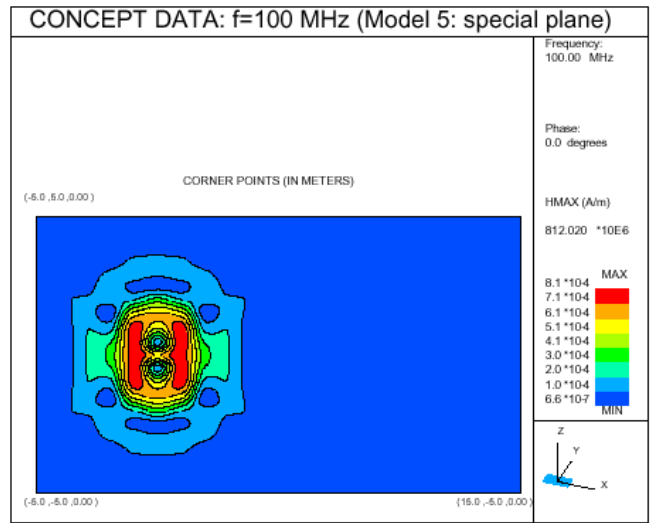 CONCEPT DATA: f=100 MHz (Model 5: special plane)
Frequency:
100.00 MHz
Phase:
0.0 degrees
CORNER POINTS (IN METERS)
(-5.0 ,5.0 ,0.00 )
HMAX (A/m)
812.020 *10E6
MAX
8.1 *104
7.1 *104
6.1 *104
5.1 *104
4.1 *104
3.0 *104
2.0 *104
1.0 *104
6.6 *10-7
MIN
Z
Y
X
(-5.0 ,-5.0 ,0.00 )
(15.0 ,-5.0 ,0.00 )